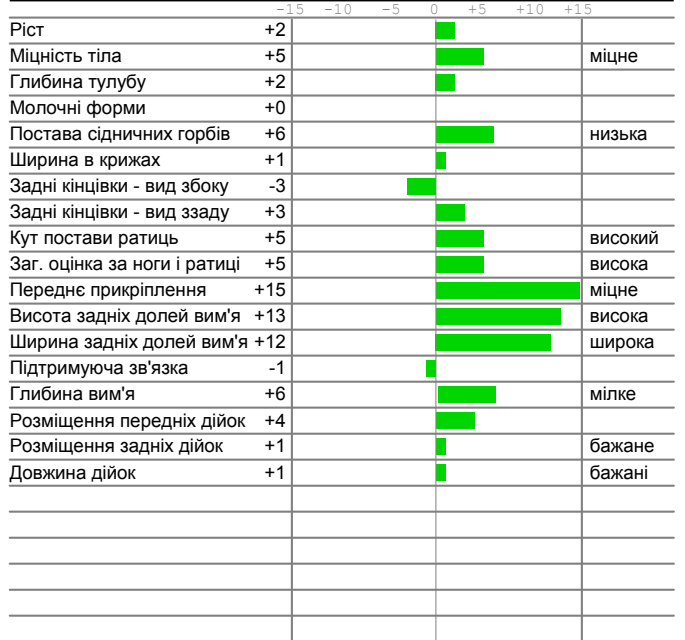 -15 -10 -5 0 +5 +10 +15
Ріст +2
Міцність тіла +5 міцне
Глибина тулубу +2
Молочні форми +0
Постава сідничних горбів +6 низька
Ширина в крижах +1
Задні кінцівки - вид збоку -3
Задні кінцівки - вид ззаду +3
Кут постави ратиць +5 високий
Заг. оцінка за ноги і ратиці +5 висока
Переднє прикріплення +15 міцне
Висота задніх долей вим'я +13 висока
Ширина задніх долей вим'я +12 широка
Підтримуюча зв'язка -1
Глибина вим'я +6 мілке
Розміщення передніх дійок +4
Розміщення задніх дійок +1 бажане
Довжина дійок +1 бажані